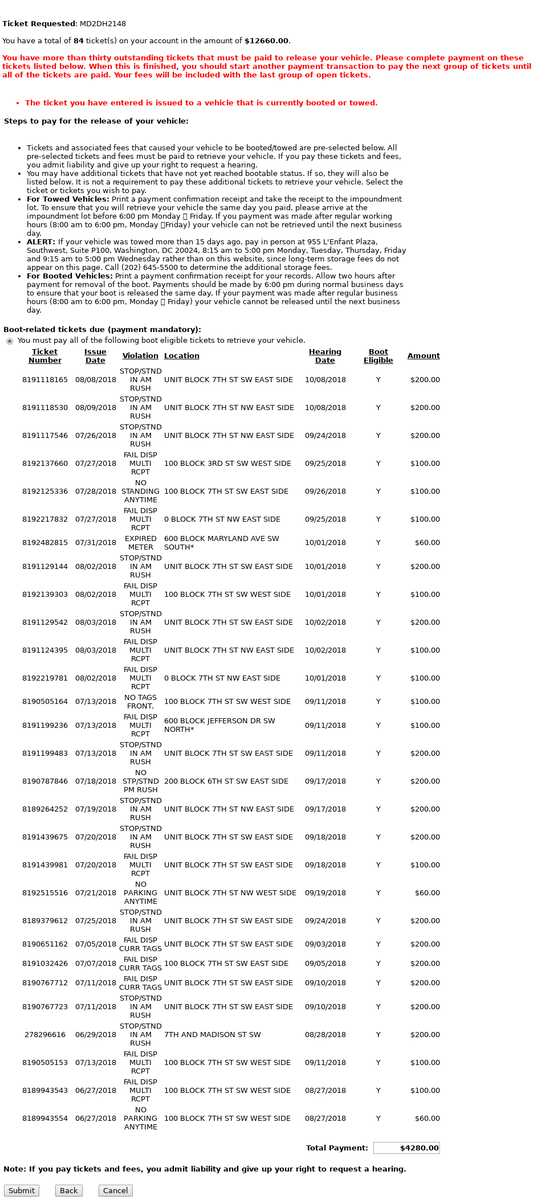 Ticket Requested: MD2DH2148
You have a total of 84 ticket(s) on your account in the amount of $12660.00.
You have more than thirty outstanding tickets that must be paid to release your vehicle. Please complete payment on these
tickets listed below. When this is finished, you should start another payment transaction to pay the next group of tickets until
all of the tickets are paid. Your fees will be included with the last group of open tickets.
• The ticket you have entered is issued to a vehicle that is currently booted or towed.
Steps to pay for the release of your vehicle:
• Tickets and associated fees that caused your vehicle to be booted/towed are pre-selected below. All
pre-selected tickets and fees must be paid to retrieve your vehicle. If you pay these tickets and fees,
you admit liability and give up your right to request a hearing.
• You may have additional tickets that have not yet reached bootable status. If so, they will also be
listed below. It is not a requirement to pay these additional tickets to retrieve your vehicle. Select the
ticket or tickets you wish to pay.
• For Towed Vehicles: Print a payment confirmation receipt and take the receipt to the impoundment
lot. To ensure that you will retrieve your vehicle the same day you paid, please arrive at the
impoundment lot before 6:00 pm Monday ▯ Friday. If you payment was made after regular working
hours (8:00 am to 6:00 pm, Monday ▯Friday) your vehicle can not be retrieved until the next business
day.
• ALERT: If your vehicle was towed more than 15 days ago, pay in person at 955 L'Enfant Plaza,
Southwest, Suite P100, Washington, DC 20024, 8:15 am to 5:00 pm Monday, Tuesday, Thursday, Friday
and 9:15 am to 5:00 pm Wednesday rather than on this website, since long-term storage fees do not
appear on this page. Call (202) 645-5500 to determine the additional storage fees.
• For Booted Vehicles: Print a payment confirmation receipt for your records. Allow two hours after
payment for removal of the boot. Payments should be made by 6:00 pm during normal business days
to ensure that your boot is released the same day. If your payment was made after regular business
hours (8:00 am to 6:00 pm, Monday ▯ Friday) your vehicle cannot be released until the next business
day.
Boot-related tickets due (payment mandatory):
You must pay all of the following boot eligible tickets to retrieve your vehicle.
Ticket Number Issue Date Violation Location Hearing Date Boot Eligible Amount
8191118165 08/08/2018 STOP/STND IN AM RUSH UNIT BLOCK 7TH ST SW EAST SIDE 10/08/2018 Y $200.00
8191118530 08/09/2018 STOP/STND IN AM RUSH UNIT BLOCK 7TH ST NW EAST SIDE 10/08/2018 Y $200.00
8191117546 07/26/2018 STOP/STND IN AM RUSH UNIT BLOCK 7TH ST NW EAST SIDE 09/24/2018 Y $200.00
8192137660 07/27/2018 FAIL DISP MULTI RCPT 100 BLOCK 3RD ST SW WEST SIDE 09/25/2018 Y $100.00
8192125336 07/28/2018 NO STANDING ANYTIME 100 BLOCK 7TH ST SW EAST SIDE 09/26/2018 Y $100.00
8192217832 07/27/2018 FAIL DISP MULTI RCPT 0 BLOCK 7TH ST NW EAST SIDE 09/25/2018 Y $100.00
8192482815 07/31/2018 EXPIRED METER 600 BLOCK MARYLAND AVE SW SOUTH* 10/01/2018 Y $60.00
8191129144 08/02/2018 STOP/STND IN AM RUSH UNIT BLOCK 7TH ST SW EAST SIDE 10/01/2018 Y $200.00
8192139303 08/02/2018 FAIL DISP MULTI RCPT 100 BLOCK 7TH ST SW WEST SIDE 10/01/2018 Y $100.00
8191129542 08/03/2018 STOP/STND IN AM RUSH UNIT BLOCK 7TH ST SW EAST SIDE 10/02/2018 Y $200.00
8191124395 08/03/2018 FAIL DISP MULTI RCPT UNIT BLOCK 7TH ST NW EAST SIDE 10/02/2018 Y $100.00
8192219781 08/02/2018 FAIL DISP MULTI RCPT 0 BLOCK 7TH ST NW EAST SIDE 10/01/2018 Y $100.00
8190505164 07/13/2018 NO TAGS FRONT. 100 BLOCK 7TH ST SW WEST SIDE 09/11/2018 Y $100.00
8191199236 07/13/2018 FAIL DISP MULTI RCPT 600 BLOCK JEFFERSON DR SW NORTH* 09/11/2018 Y $100.00
8191199483 07/13/2018 STOP/STND IN AM RUSH UNIT BLOCK 7TH ST SW EAST SIDE 09/11/2018 Y $200.00
8190787846 07/18/2018 NO STP/STND PM RUSH 200 BLOCK 6TH ST SW EAST SIDE 09/17/2018 Y $200.00
8189264252 07/19/2018 STOP/STND IN AM RUSH UNIT BLOCK 7TH ST NW EAST SIDE 09/17/2018 Y $200.00
8191439675 07/20/2018 STOP/STND IN AM RUSH UNIT BLOCK 7TH ST SW EAST SIDE 09/18/2018 Y $200.00
8191439981 07/20/2018 FAIL DISP MULTI RCPT UNIT BLOCK 7TH ST SW EAST SIDE 09/18/2018 Y $100.00
8192515516 07/21/2018 NO PARKING ANYTIME UNIT BLOCK 7TH ST NW WEST SIDE 09/19/2018 Y $60.00
8189379612 07/25/2018 STOP/STND IN AM RUSH UNIT BLOCK 7TH ST SW EAST SIDE 09/24/2018 Y $200.00
8190651162 07/05/2018 FAIL DISP CURR TAGS UNIT BLOCK 7TH ST SW EAST SIDE 09/03/2018 Y $200.00
8191032426 07/07/2018 FAIL DISP CURR TAGS 100 BLOCK 7TH ST SW EAST SIDE 09/05/2018 Y $200.00
8190767712 07/11/2018 FAIL DISP CURR TAGS UNIT BLOCK 7TH ST SW EAST SIDE 09/10/2018 Y $200.00
8190767723 07/11/2018 STOP/STND IN AM RUSH UNIT BLOCK 7TH ST SW EAST SIDE 09/10/2018 Y $200.00
278296616 06/29/2018 STOP/STND IN AM RUSH 7TH AND MADISON ST SW 08/28/2018 Y $200.00
8190505153 07/13/2018 FAIL DISP MULTI RCPT 100 BLOCK 7TH ST SW WEST SIDE 09/11/2018 Y $100.00
8189943543 06/27/2018 FAIL DISP MULTI RCPT 100 BLOCK 7TH ST SW WEST SIDE 08/27/2018 Y $100.00
8189943554 06/27/2018 NO PARKING ANYTIME 100 BLOCK 7TH ST SW WEST SIDE 08/27/2018 Y $60.00
Total Payment: $4280.00
Note: If you pay tickets and fees, you admit liability and give up your right to request a hearing.
Submit Back Cancel